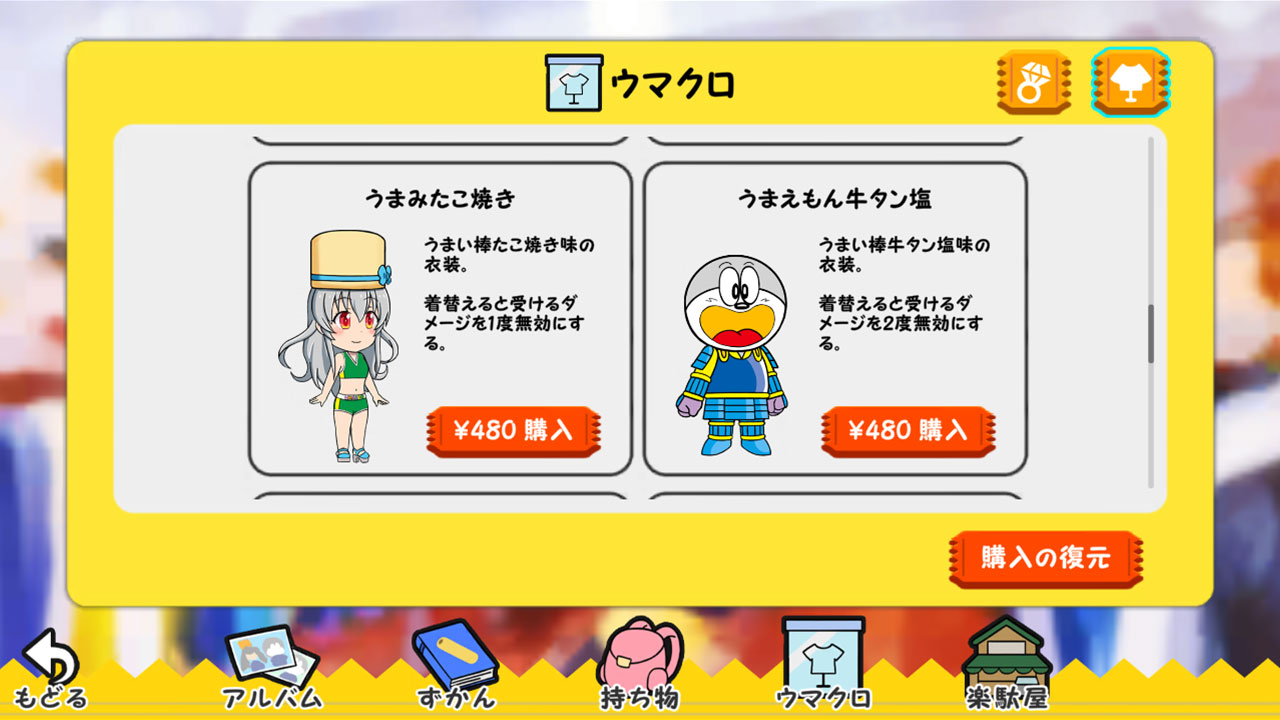 ウマクロ
うまみたこ焼き
うまい棒たこ焼き味の
衣装。
着替えると受けるダ
メージを1度無効にす
る。
¥480 購入
うまえもん牛タン塩
うまい棒牛タン塩味の
衣装。
着替えると受けるダ
メージを2度無効にす
る。
¥480 購入
購入の復元
もどる
アルバム
ずかん
持ち物
ウマクロ
楽駄屋